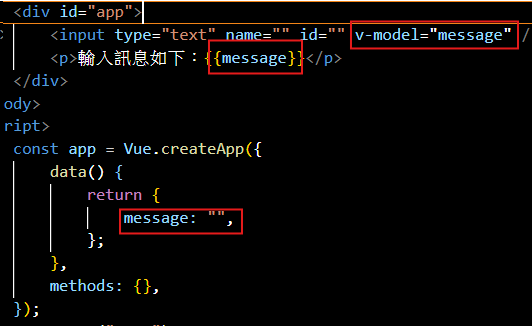 <div id="app">
<input type="text" name="" id="" v-model="message" /
<p>輸入訊息如下：{{message}}</p>
</div>
ody>
ript>
const app = Vue.createApp({
data() {
return {
message: "",
};
},
methods: {},
});